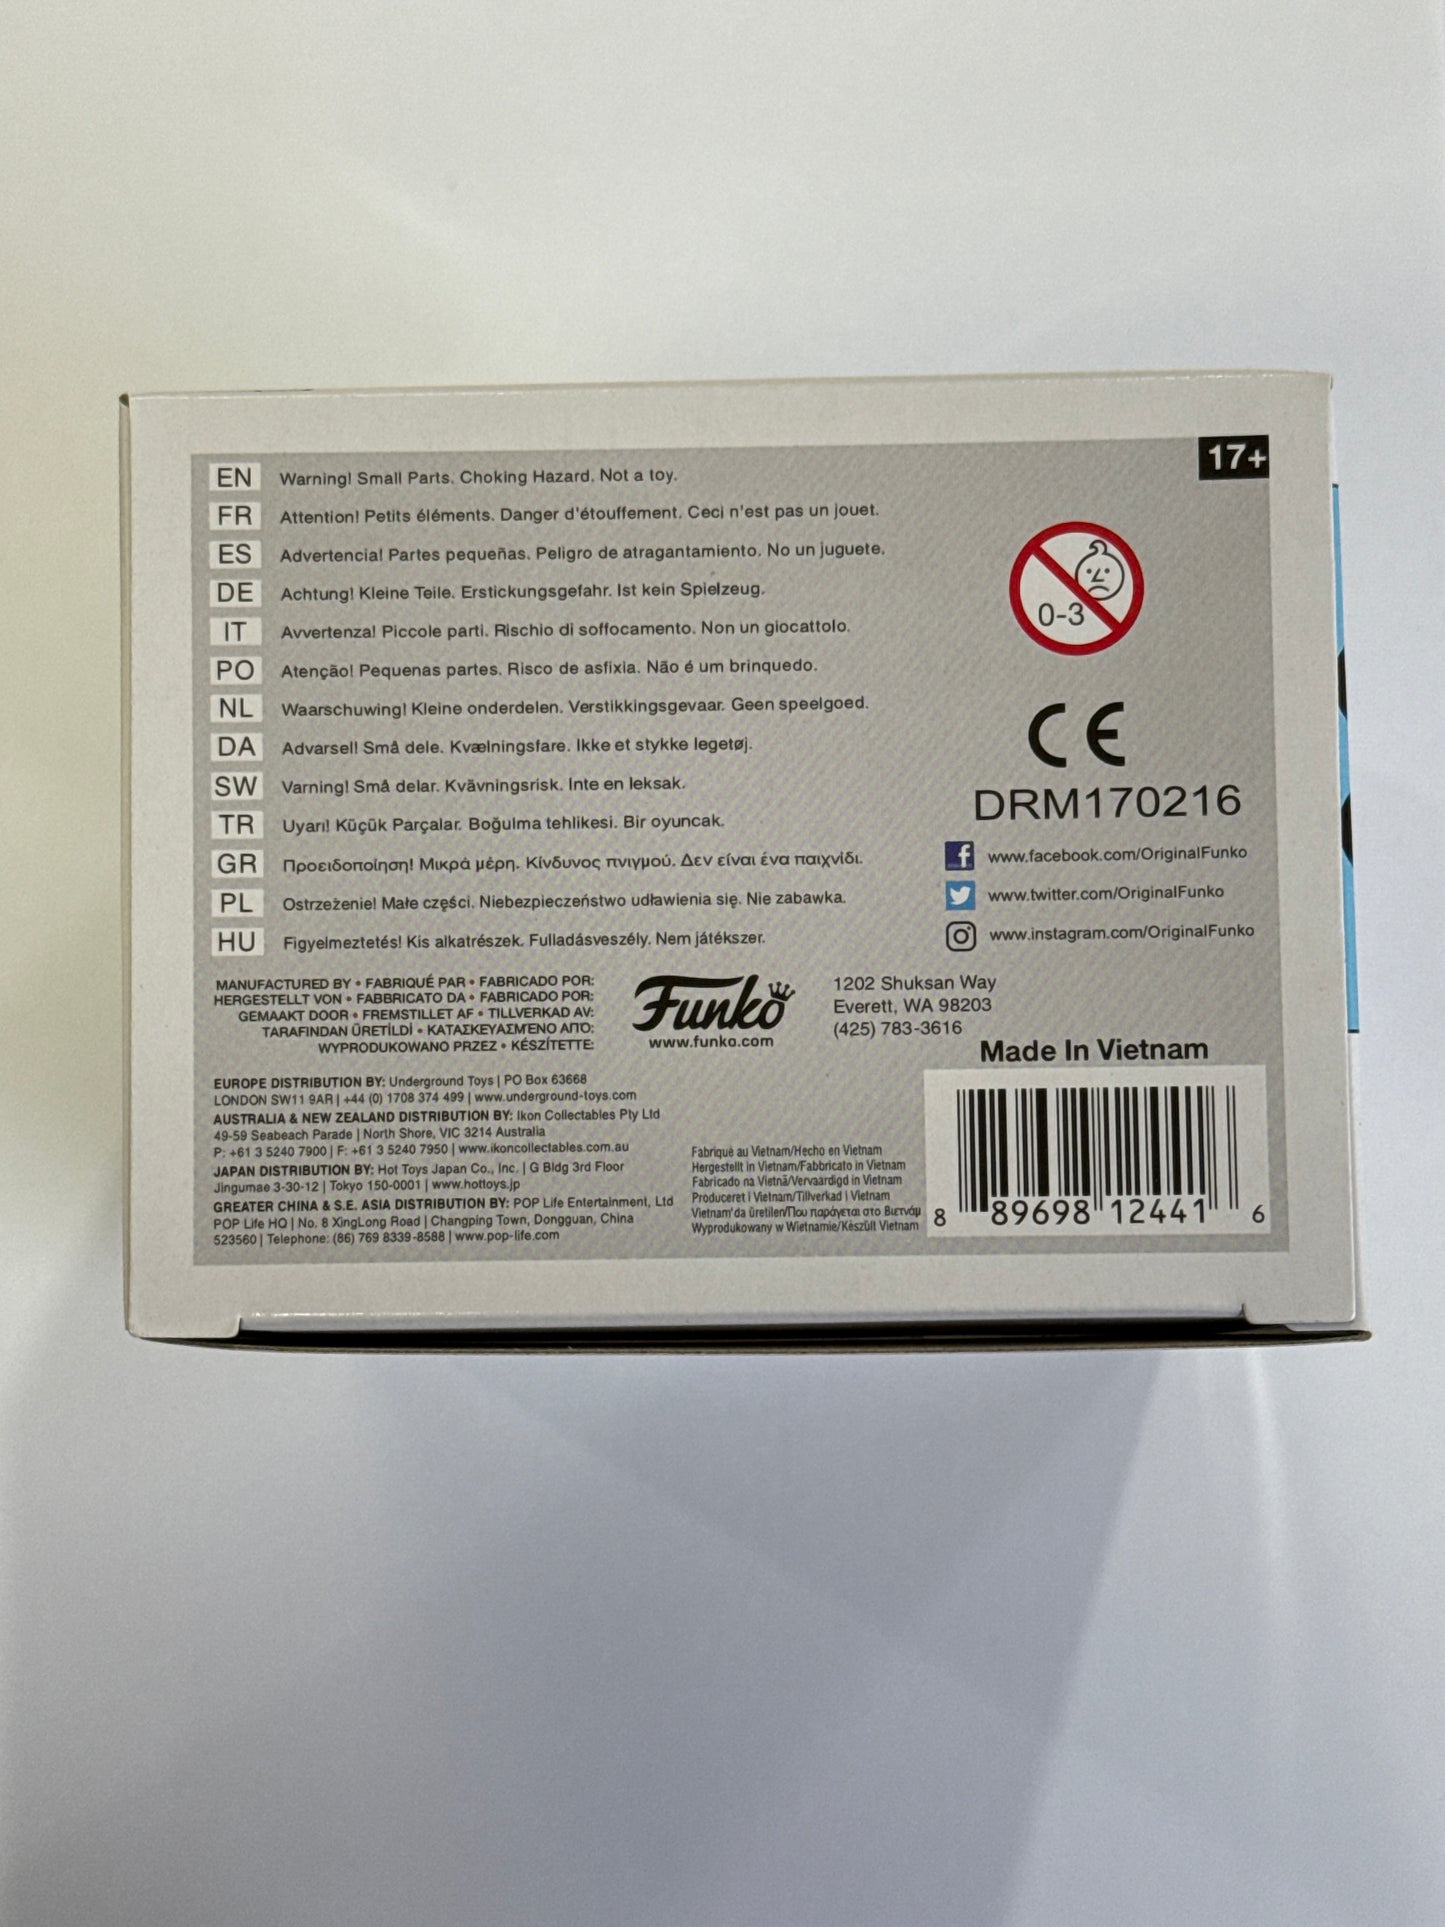 17+
EN Warning! Small Parts. Choking Hazard. Not a toy.
FR Attention! Petits éléments. Danger d'étouffement. Ceci n'est pas un jouet.
ES Advertencia! Partes pequeñas. Peligro de atragantamiento. No un juguete.
DE Achtung! Kleine Teile. Erstickungsgefahr. Ist kein Spielzeug.
IT Avvertenza! Piccole parti. Rischio di soffocamento. Non un giocattolo.
PO Atenção! Pequenas partes. Risco de asfixia. Não é um brinquedo.
NL Waarschuwing! Kleine onderdelen. Verstikkingsgevaar. Geen speelgoed.
DA Advarsel! Små dele. Kvælningsfare. Ikke et stykke legetøj.
SW Varning! Små delar. Kvävningsrisk. Inte en leksak.
TR Uyarı! Küçük Parçalar. Boğulma tehlikesi. Bir oyuncak.
GR Προειδοποίηση! Μικρά μέρη. Κίνδυνος πνιγμού. Δεν είναι ένα παιχνίδι.
PL Ostrzeżenie! Małe części. Niebezpieczeństwo udławienia się. Nie zabawka.
HU Figyelmeztetés! Kis alkatrészek. Fulladásveszély. Nem játékszer.
0-3
CE
DRM170216
www.facebook.com/OriginalFunko
www.twitter.com/OriginalFunko
www.instagram.com/OriginalFunko
MANUFACTURED BY • FABRIQUÉ PAR • FABRICADO POR:
HERGESTELLT VON • FABBRICATO DA • FABRICADO POR:
GEMAAKT DOOR • FREMSTILLET AF • TILLVERKAD AV:
TARAFINDAN ÜRETİLDİ • ΚΑΤΑΣΚΕΥΑΣΜΈΝΟ ΑΠΌ:
WYPRODUKOWANO PRZEZ • KÉSZÍTETTE:
Funko
www.funko.com
1202 Shuksan Way
Everett, WA 98203
(425) 783-3616
Made In Vietnam
EUROPE DISTRIBUTION BY: Underground Toys | PO Box 63668
LONDON SW11 9AR | +44 (0) 1708 374 499 | www.underground-toys.com
AUSTRALIA & NEW ZEALAND DISTRIBUTION BY: Ikon Collectables Pty Ltd
49-59 Seabeach Parade | North Shore, VIC 3214 Australia
P: +61 3 5240 7900 | F: +61 3 5240 7950 | www.ikoncollectables.com.au
JAPAN DISTRIBUTION BY: Hot Toys Japan Co., Inc. | G Bldg 3rd Floor
Jingumae 3-30-12 | Tokyo 150-0001 | www.hottoys.jp
GREATER CHINA & S.E. ASIA DISTRIBUTION BY: POP Life Entertainment, Ltd
POP Life HQ | No. 8 XingLong Road | Changping Town, Dongguan, China
523560 | Telephone: (86) 769 8339-8588 | www.pop-life.com
Fabriqué au Vietnam/Hecho en Vietnam
Hergestellt in Vietnam/Fabbricato in Vietnam
Fabricado na Vietnã/Vervaardigd in Vietnam
Produceret i Vietnam/Tillverkad i Vietnam
Vietnam'da üretilen/Που παράγεται στο Βιετνάμ
Wyprodukowany w Wietnamie/Készült Vietnam
8 89698 12441 6